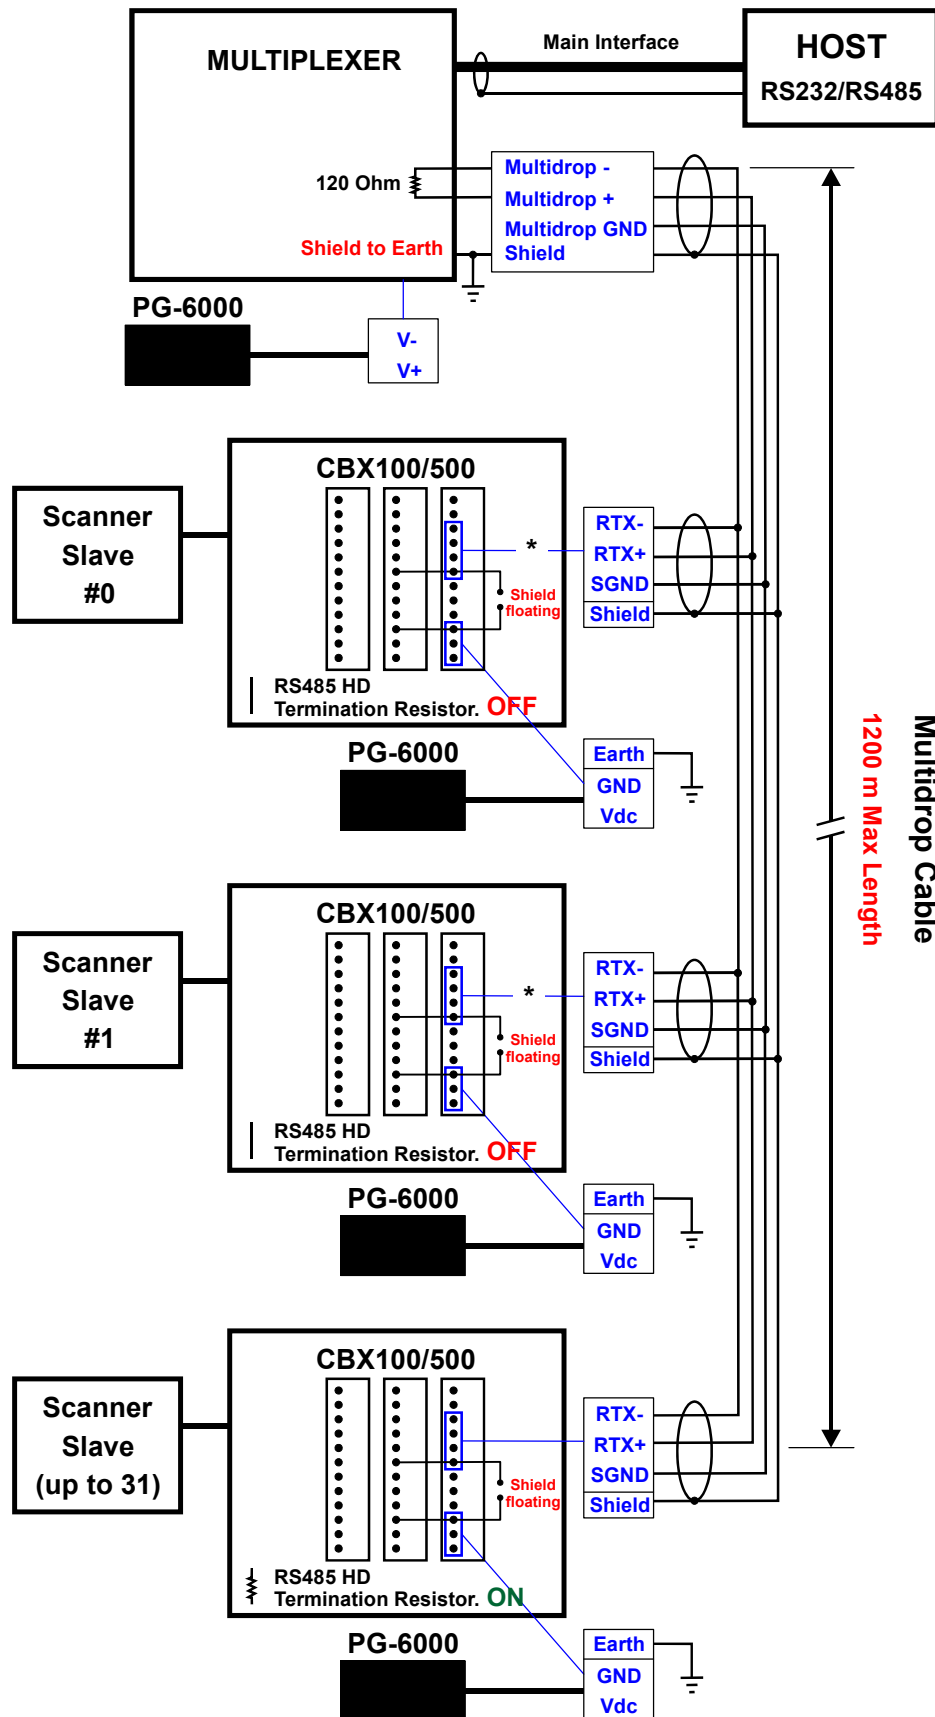 MULTIPLEXER
Main Interface
HOST
RS232/RS485
120 Ohm
Shield to Earth
Multidrop -
Multidrop +
Multidrop GND
Shield
PG-6000
V-
V+
CBX100/500
Scanner
Slave
#0
*
RTX-
RTX+
SGND
Shield
Shield
floating
RS485 HD
Termination Resistor. OFF
PG-6000
Earth
GND
Vdc
Multidrop Cable
1200 m Max Length
CBX100/500
Scanner
Slave
#1
*
RTX-
RTX+
SGND
Shield
Shield
floating
RS485 HD
Termination Resistor. OFF
PG-6000
Earth
GND
Vdc
CBX100/500
Scanner
Slave
(up to 31)
RTX-
RTX+
SGND
Shield
Shield
floating
RS485 HD
Termination Resistor. ON
PG-6000
Earth
GND
Vdc